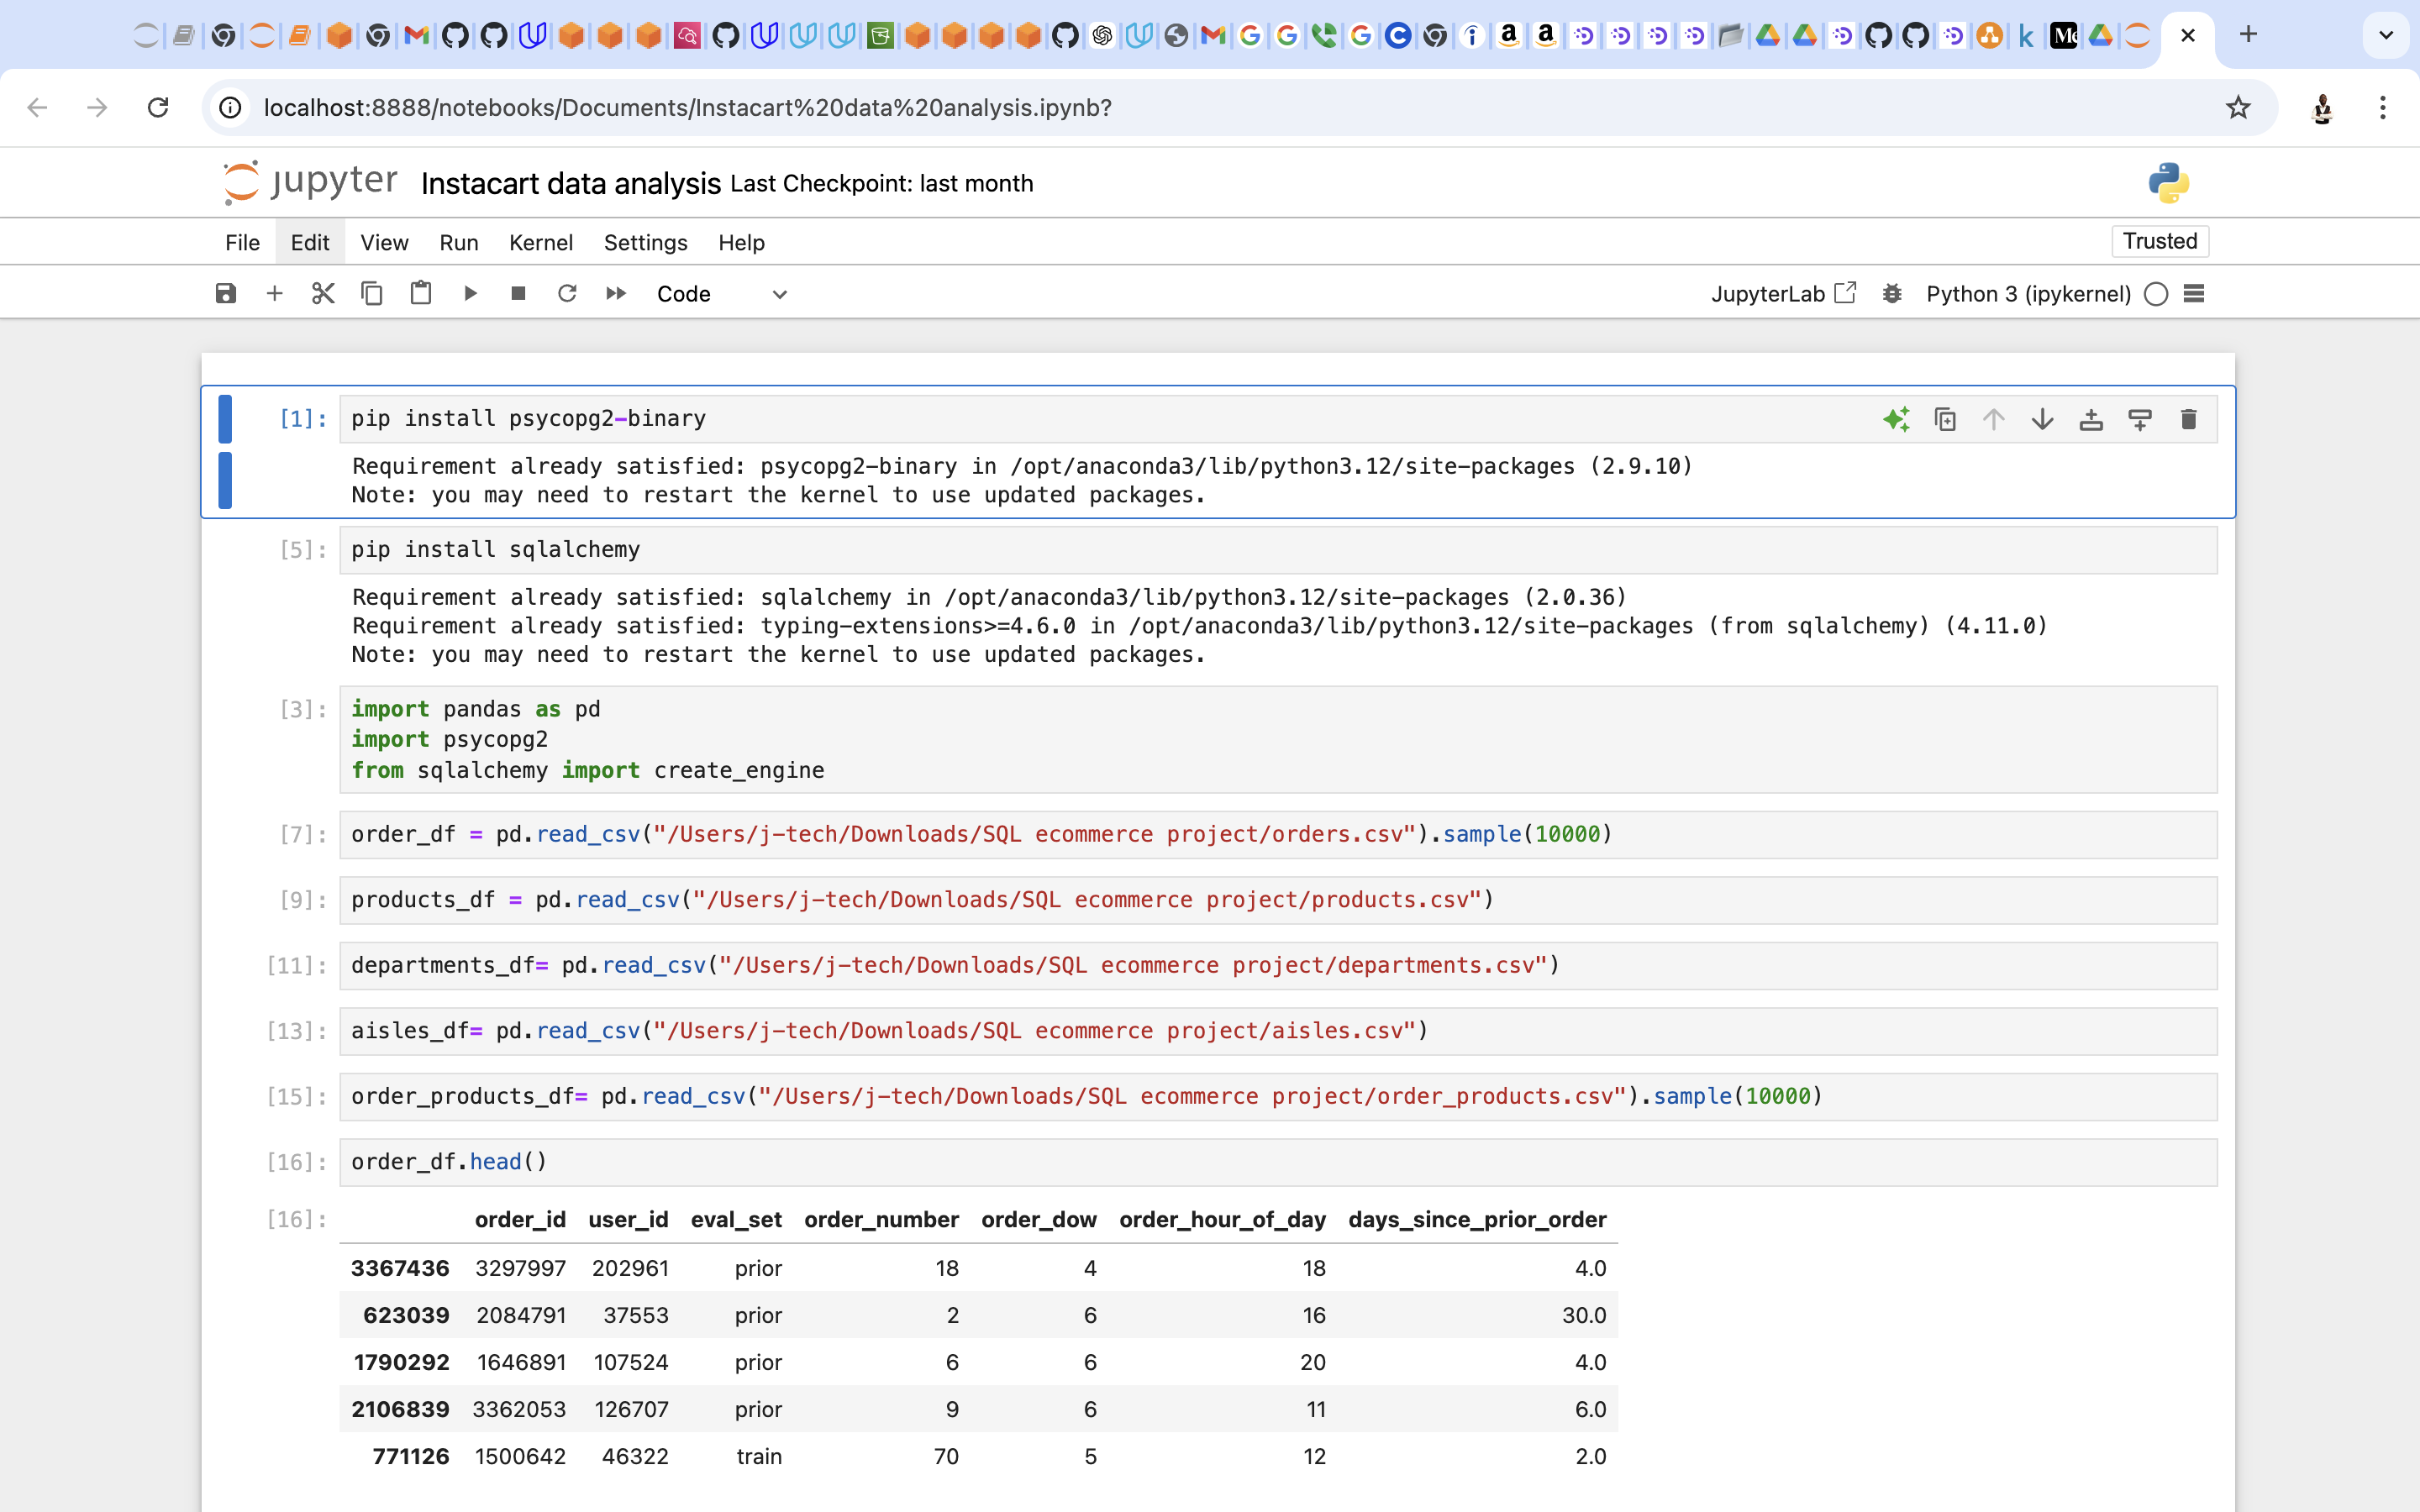 localhost:8888/notebooks/Documents/Instacart%20data%20analysis.ipynb?
jupyter Instacart data analysis Last Checkpoint: last month
File Edit View Run Kernel Settings Help Trusted
Code JupyterLab Python 3 (ipykernel)
[1]: pip install psycopg2-binary
Requirement already satisfied: psycopg2-binary in /opt/anaconda3/lib/python3.12/site-packages (2.9.10)
Note: you may need to restart the kernel to use updated packages.
[5]: pip install sqlalchemy
Requirement already satisfied: sqlalchemy in /opt/anaconda3/lib/python3.12/site-packages (2.0.36)
Requirement already satisfied: typing-extensions>=4.6.0 in /opt/anaconda3/lib/python3.12/site-packages (from sqlalchemy) (4.11.0)
Note: you may need to restart the kernel to use updated packages.
[3]: import pandas as pd
import psycopg2
from sqlalchemy import create_engine
[7]: order_df = pd.read_csv("/Users/j-tech/Downloads/SQL ecommerce project/orders.csv").sample(10000)
[9]: products_df = pd.read_csv("/Users/j-tech/Downloads/SQL ecommerce project/products.csv")
[11]: departments_df= pd.read_csv("/Users/j-tech/Downloads/SQL ecommerce project/departments.csv")
[13]: aisles_df= pd.read_csv("/Users/j-tech/Downloads/SQL ecommerce project/aisles.csv")
[15]: order_products_df= pd.read_csv("/Users/j-tech/Downloads/SQL ecommerce project/order_products.csv").sample(10000)
[16]: order_df.head()
[16]: order_id user_id eval_set order_number order_dow order_hour_of_day days_since_prior_order
3367436 3297997 202961 prior 18 4 18 4.0
623039 2084791 37553 prior 2 6 16 30.0
1790292 1646891 107524 prior 6 6 20 4.0
2106839 3362053 126707 prior 9 6 11 6.0
771126 1500642 46322 train 70 5 12 2.0